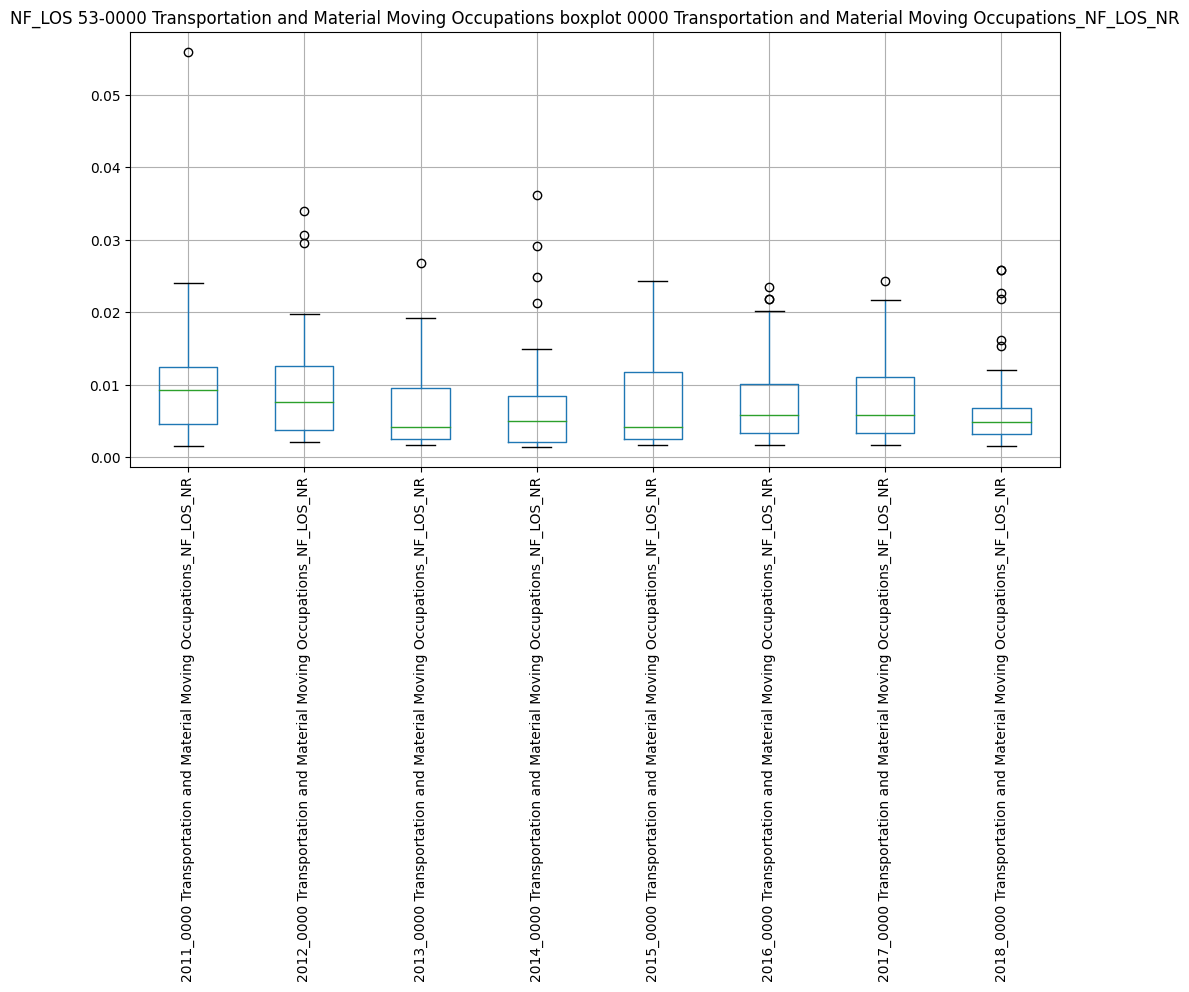 NF_LOS 53-0000 Transportation and Material Moving Occupations boxplot 0000 Transportation and Material Moving Occupations_NF_LOS_NR
0.05
0.04
0.03
0.02
0.01
0.00
2011_0000 Transportation and Material Moving Occupations_NF_LOS_NR
2012_0000 Transportation and Material Moving Occupations_NF_LOS_NR
2013_0000 Transportation and Material Moving Occupations_NF_LOS_NR
2014_0000 Transportation and Material Moving Occupations_NF_LOS_NR
2015_0000 Transportation and Material Moving Occupations_NF_LOS_NR
2016_0000 Transportation and Material Moving Occupations_NF_LOS_NR
2017_0000 Transportation and Material Moving Occupations_NF_LOS_NR
2018_0000 Transportation and Material Moving Occupations_NF_LOS_NR